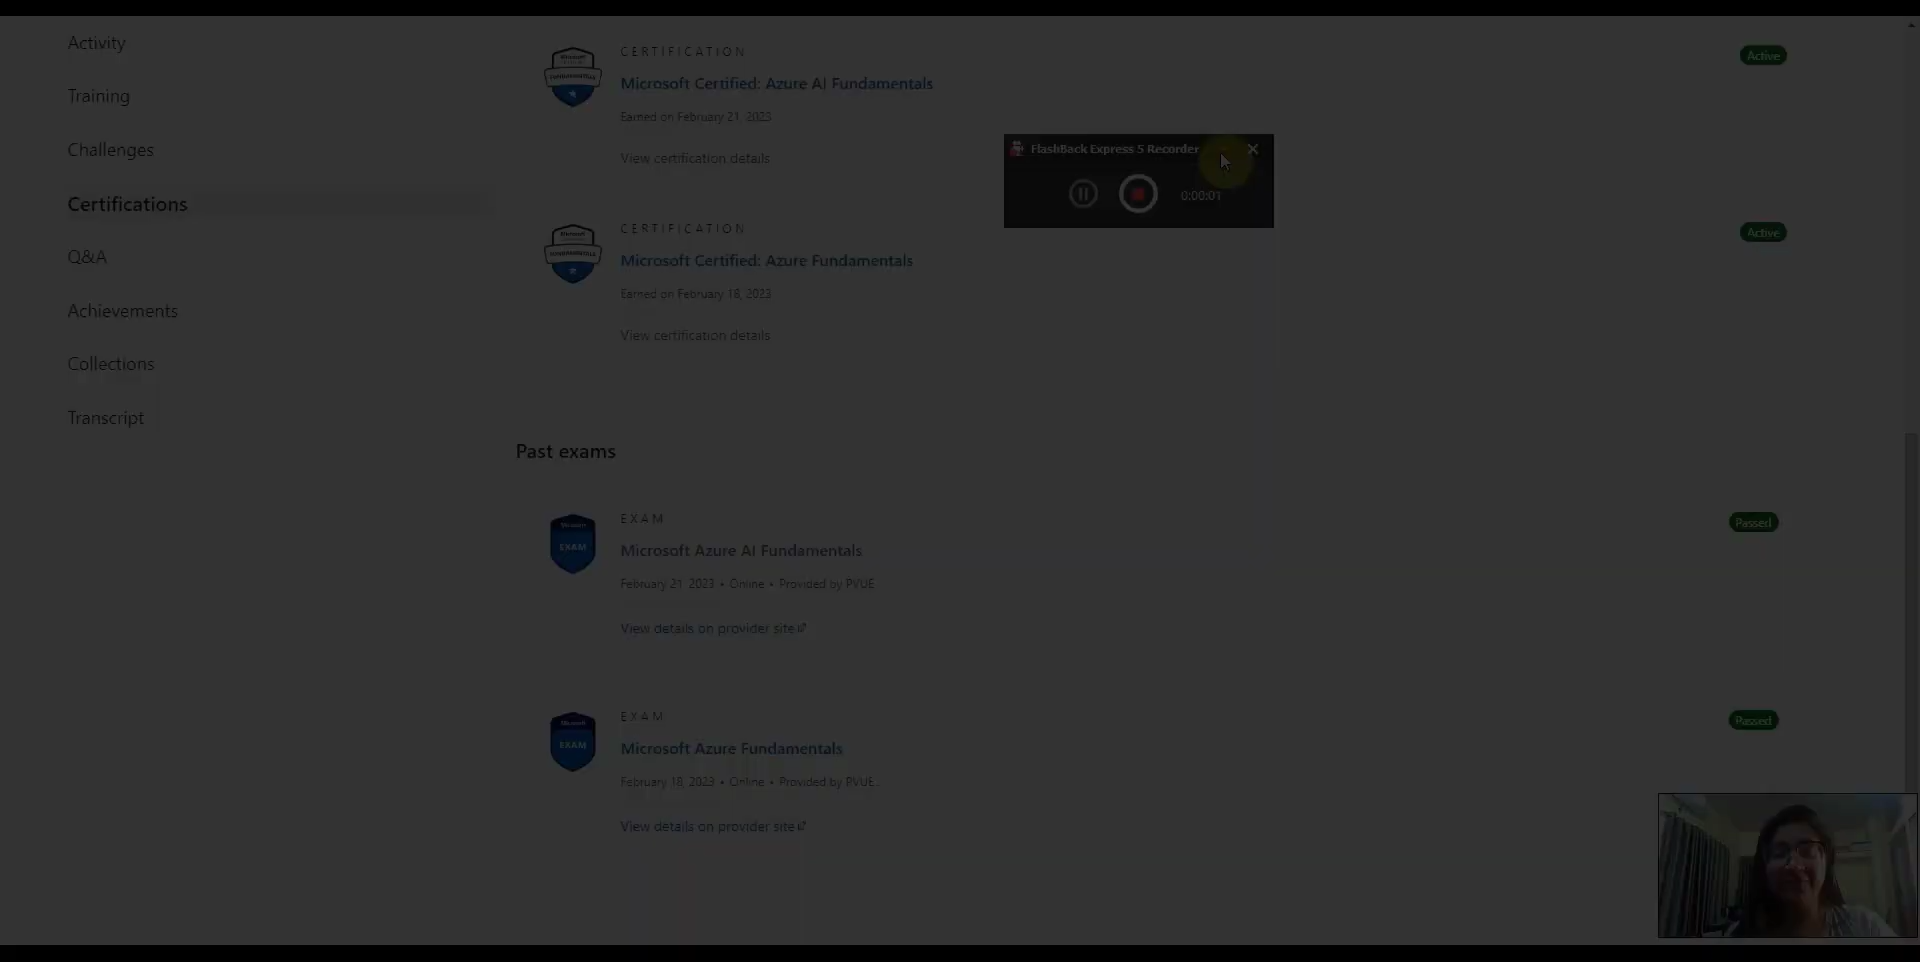 Activity
Training
Challenges
Certifications
Q&A
Achievements
Collections
Transcript
CERTIFICATION
Microsoft Certified: Azure AI Fundamentals
Earned on February 21, 2023
View certification details
Active
FlashBack Express 5 Recorder
0:00:01
CERTIFICATION
Microsoft Certified: Azure Fundamentals
Earned on February 18, 2023
View certification details
Active
Past exams
EXAM
EXAM
Microsoft Azure AI Fundamentals
February 21, 2023 • Online • Provided by PVUE
View details on provider site
Passed
EXAM
EXAM
Microsoft Azure Fundamentals
February 18, 2023 • Online • Provided by PVUE
View details on provider site
Passed